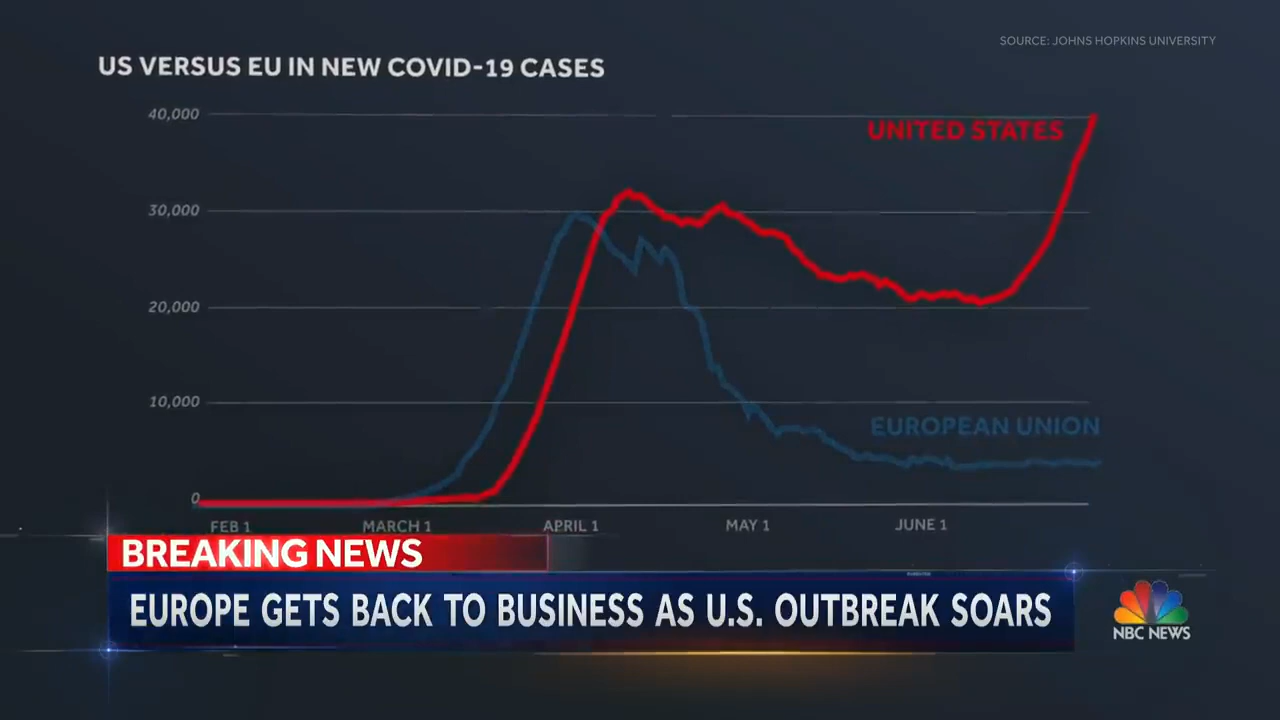 SOURCE: JOHNS HOPKINS UNIVERSITY
US VERSUS EU IN NEW COVID-19 CASES
40,000
UNITED STATES
30,000
20,000
10,000
EUROPEAN UNION
0
FEB 1 MARCH 1 APRIL 1 MAY 1 JUNE 1
BREAKING NEWS
EUROPE GETS BACK TO BUSINESS AS U.S. OUTBREAK SOARS
NBC NEWS